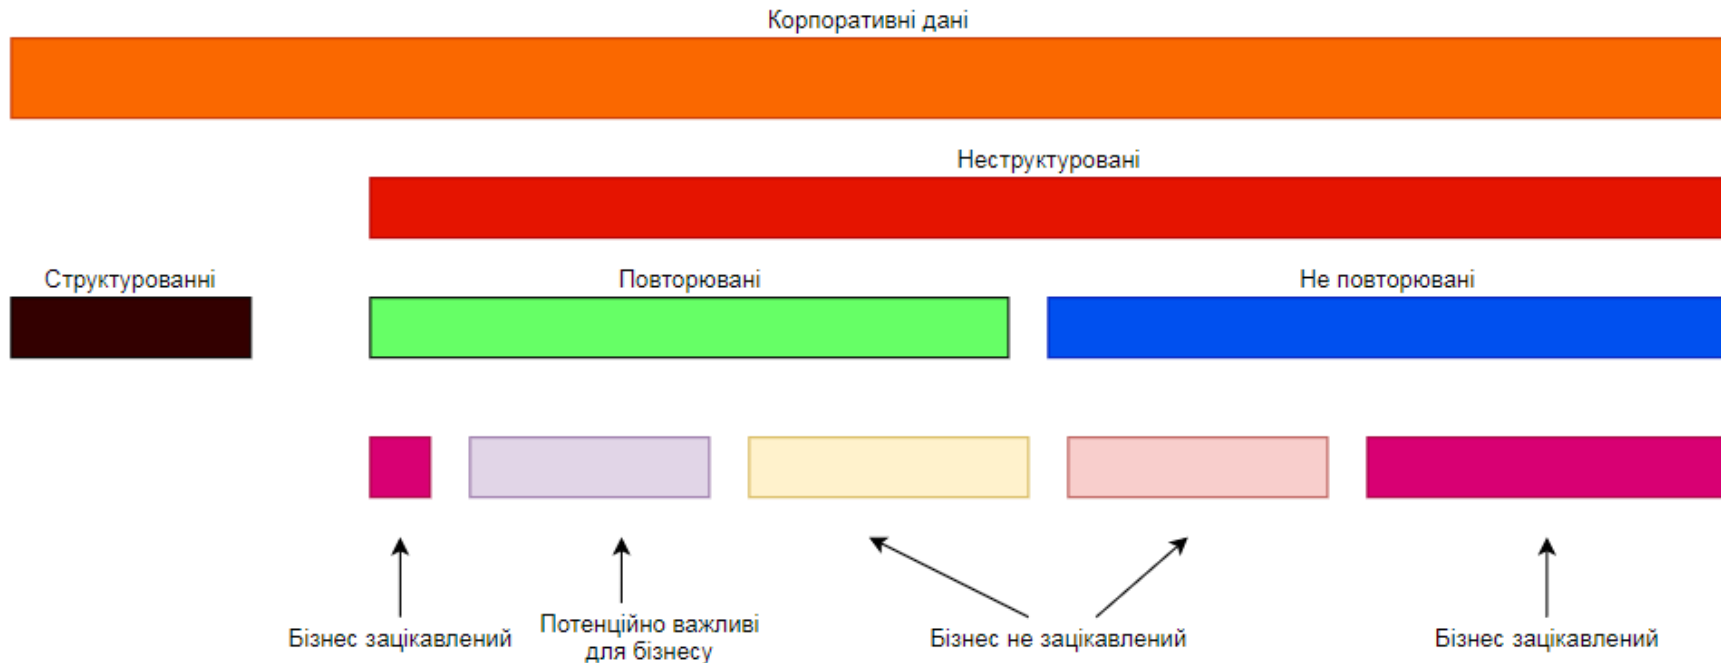 Корпоративні дані
Неструктуровані
Структурованні
Повторювані
Не повторювані
Бізнес зацікавлений
Потенційно важливі
для бізнесу
Бізнес не зацікавлений
Бізнес зацікавлений